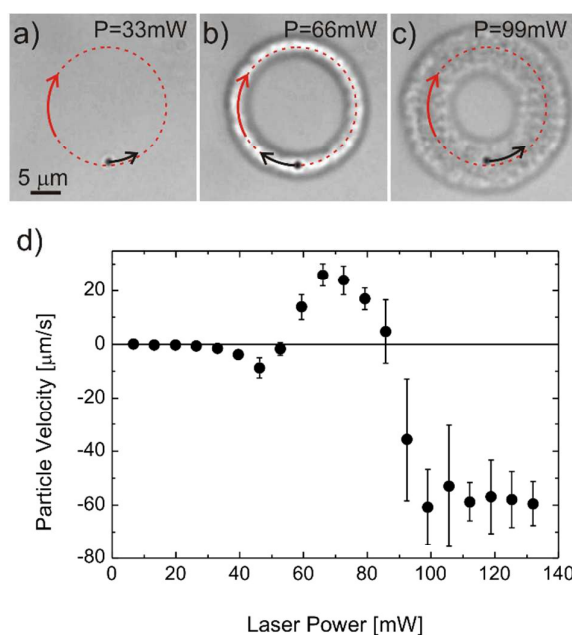 a) P=33mW
b) P=66mW
c) P=99mW
5 μm
d)
Particle Velocity [μm/s]
20
0
-20
-40
-60
-80
0 20 40 60 80 100 120 140
Laser Power [mW]